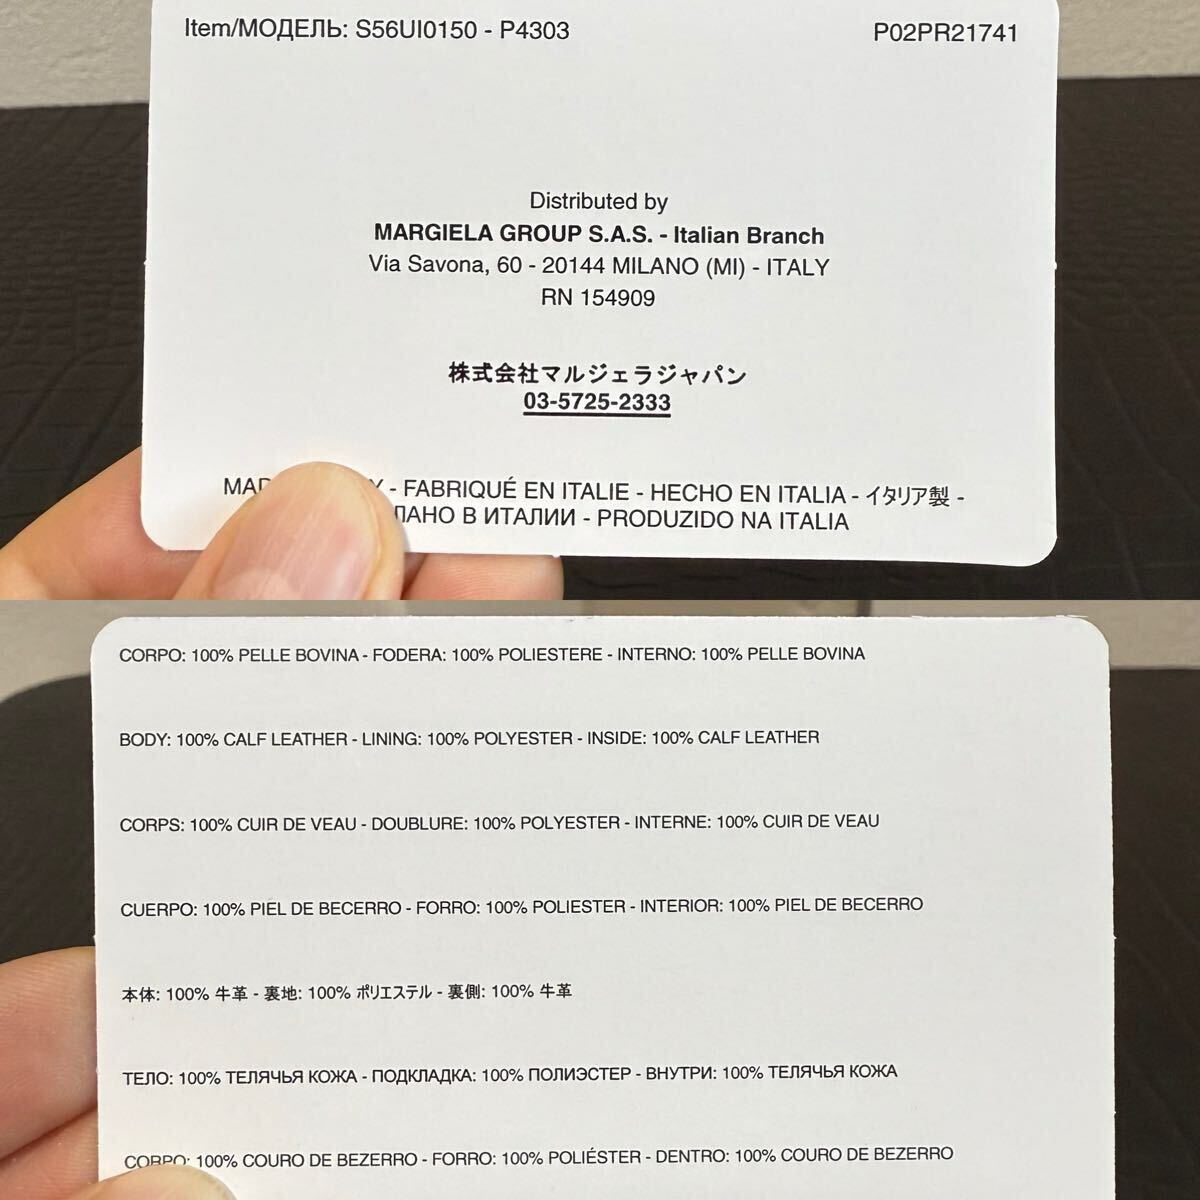 Item/МОДЕЛЬ: S56UI0150 - P4303
P02PR21741
Distributed by
MARGIELA GROUP S.A.S. - Italian Branch
Via Savona, 60 - 20144 MILANO (MI) - ITALY
RN 154909
株式会社マルジェラジャパン
03-5725-2333
- FABRIQUÉ EN ITALIE - HECHO EN ITALIA - イタリア製 -
В ИТАЛИИ - PRODUZIDO NA ITALIA
CORPO: 100% PELLE BOVINA - FODERA: 100% POLIESTERE - INTERNO: 100% PELLE BOVINA
BODY: 100% CALF LEATHER - LINING: 100% POLYESTER - INSIDE: 100% CALF LEATHER
CORPS: 100% CUIR DE VEAU - DOUBLURE: 100% POLYESTER - INTERNE: 100% CUIR DE VEAU
CUERPO: 100% PIEL DE BECERRO - FORRO: 100% POLIESTER - INTERIOR: 100% PIEL DE BECERRO
本体: 100% 牛革 - 裏地: 100% ポリエステル - 裏側: 100% 牛革
ТЕЛО: 100% ТЕЛЯЧЬЯ КОЖА - ПОДКЛАДКА: 100% ПОЛИЭСТЕР - ВНУТРИ: 100% ТЕЛЯЧЬЯ КОЖА
CORPO: 100% COURO DE BEZERRO - FORRO: 100% POLIÉSTER - DENTRO: 100% COURO DE BEZERRO